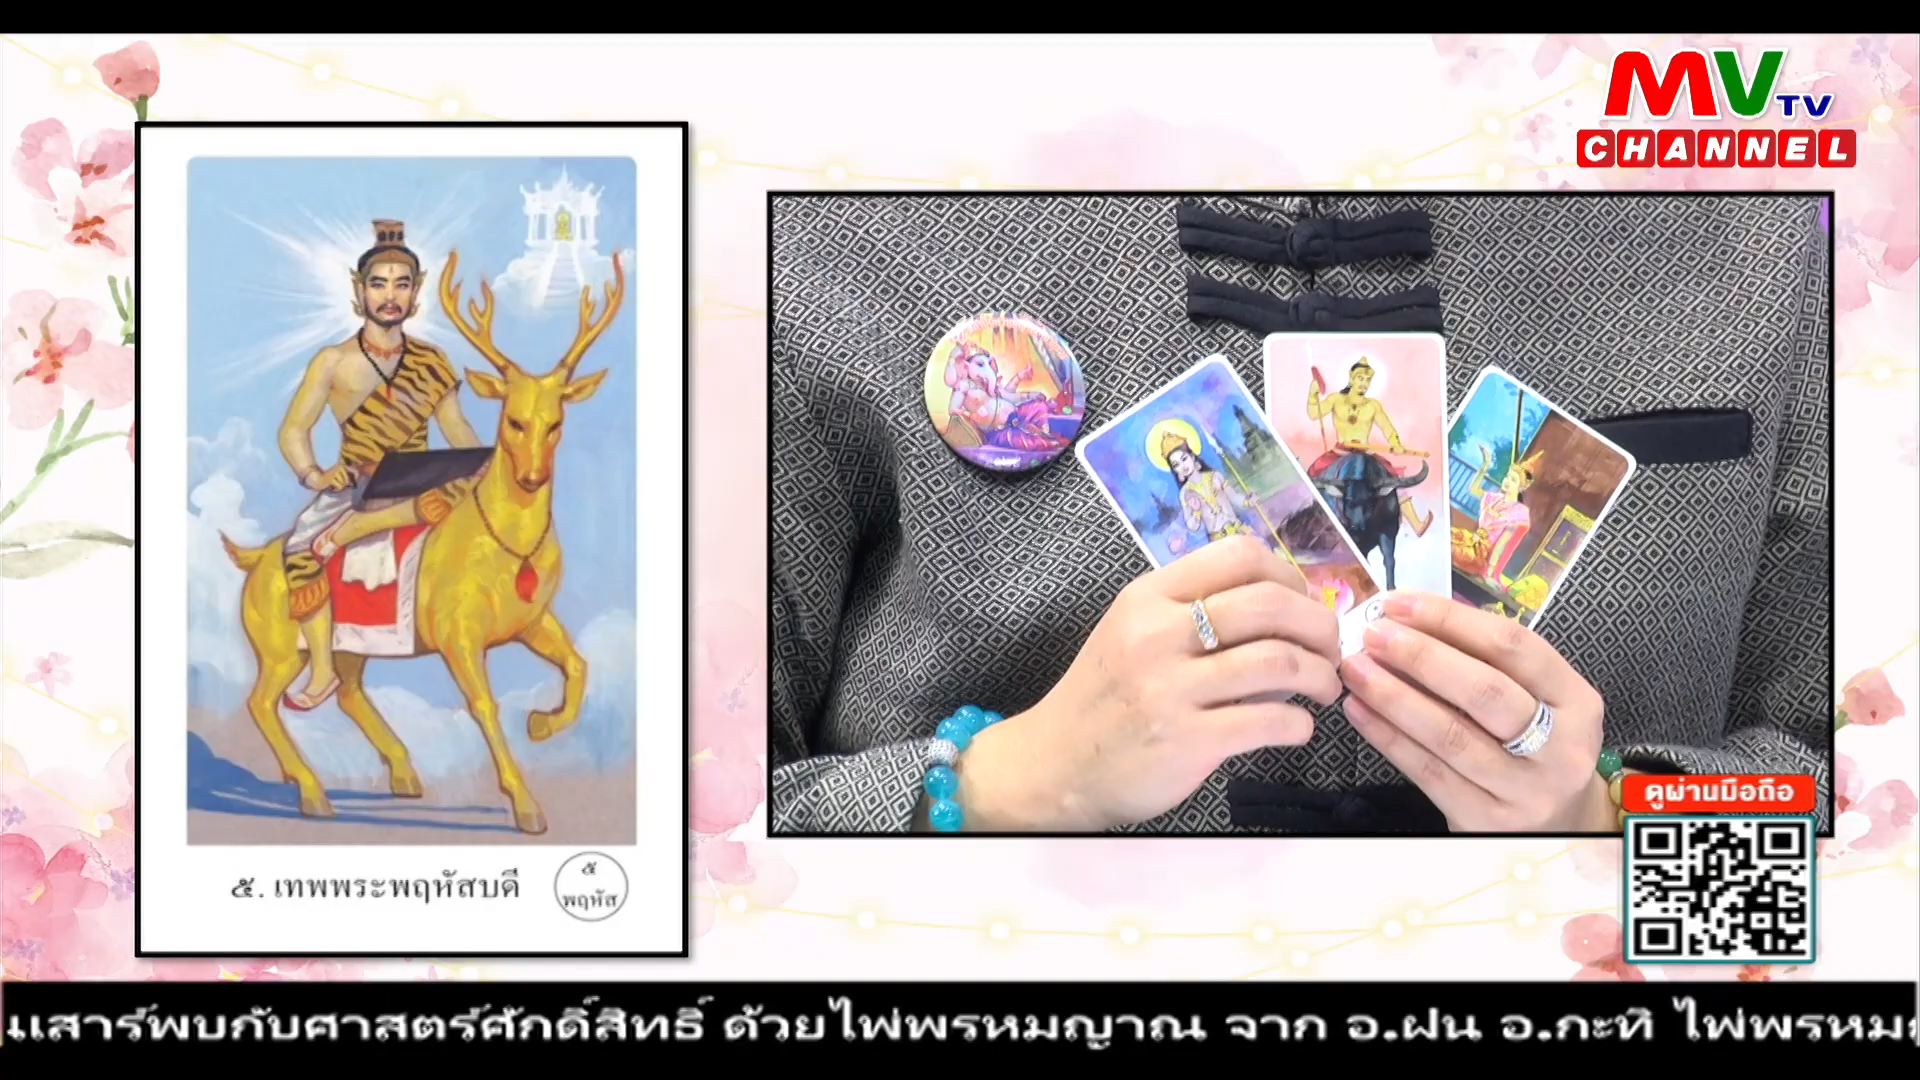 MV TV
CHANNEL
๕. เทพพระพฤหัสบดี
๕
พฤหัส
ดูผ่านมือถือ
แสาร์พบกับศาสตร์ศักดิ์สิทธิ์ ด้วยไพ่พรหมญาณ จาก อ.ฝน อ.กะทิ ไพ่พรหม